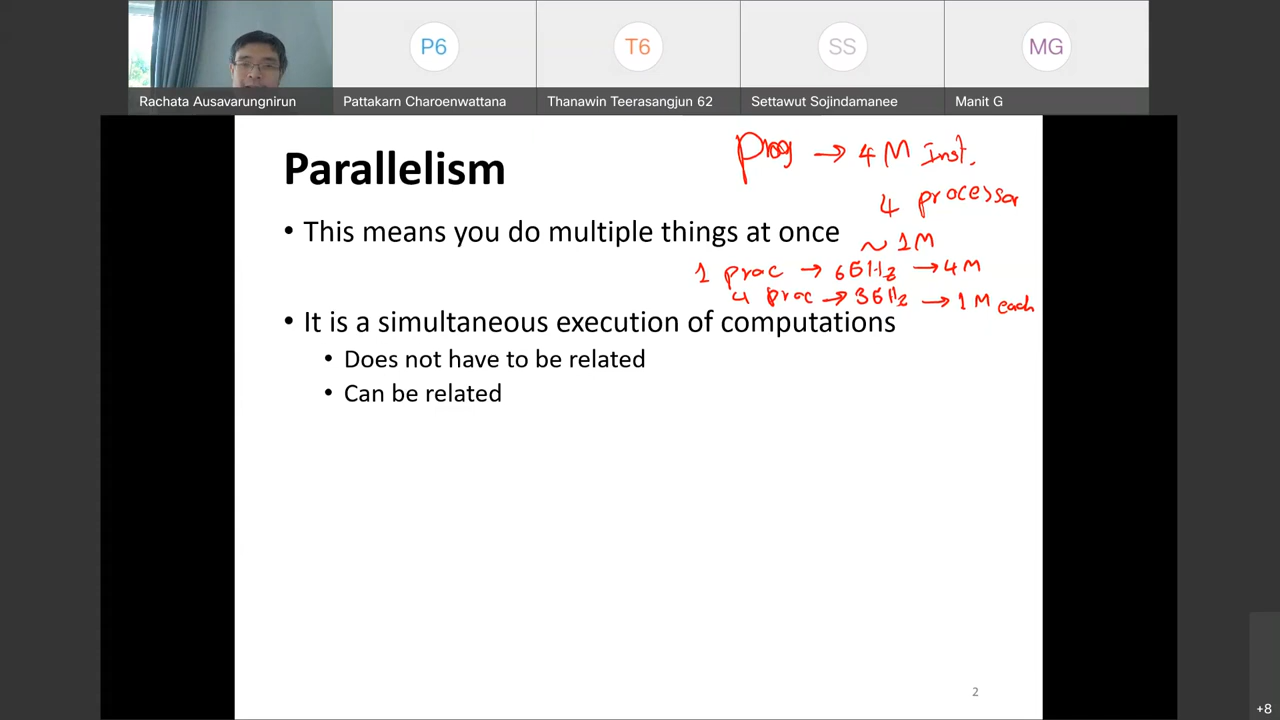 P6
T6
SS
MG
Rachata Ausavarungnirun
Pattakarn Charoenwattana
Thanawin Teerasangjun 62
Settawut Sojindamanee
Manit G
Parallelism
Prog → 4 M Inst.
4 processor
• This means you do multiple things at once
~ 1M
1 proc → 6GHz → 4M
4 proc → 3GHz → 1M each
• It is a simultaneous execution of computations
• Does not have to be related
• Can be related
2
+8